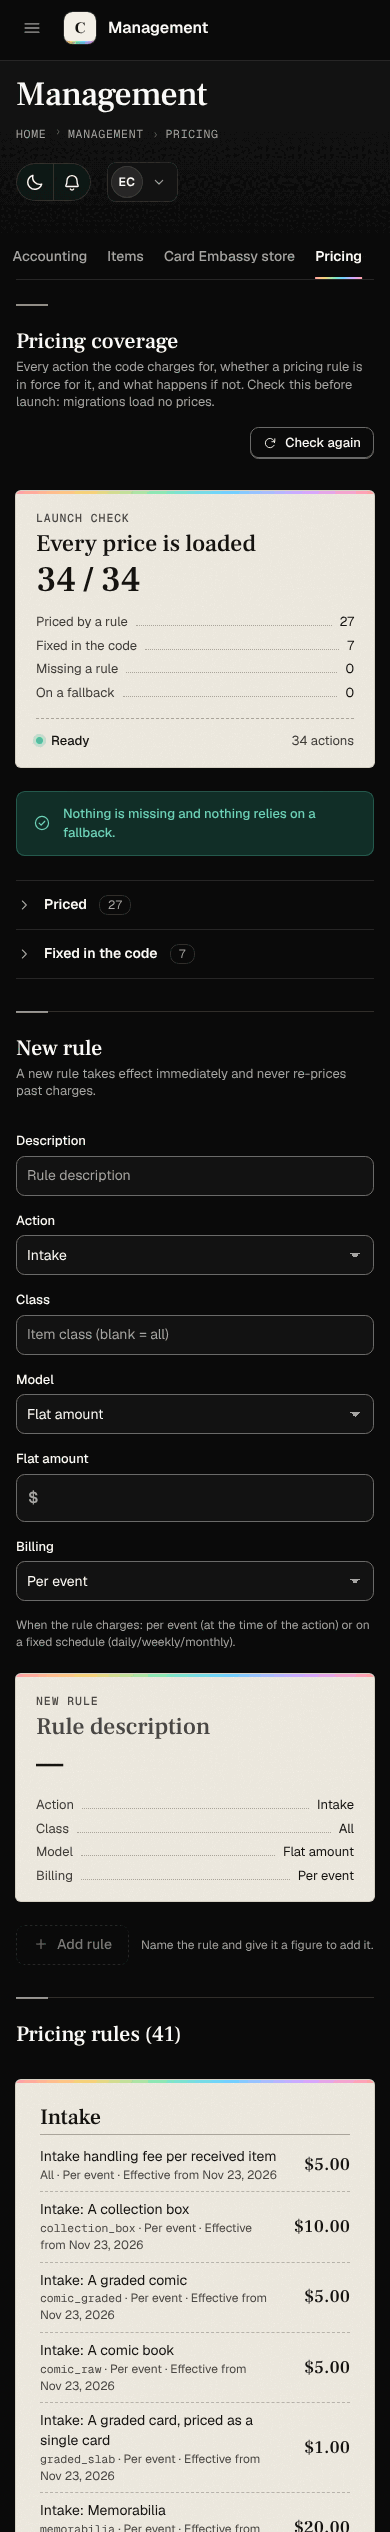 C Management
Management
HOME › MANAGEMENT › PRICING
EC
Accounting Items Card Embassy store Pricing
Pricing coverage
Every action the code charges for, whether a pricing rule is
in force for it, and what happens if not. Check this before
launch: migrations load no prices.
Check again
LAUNCH CHECK
Every price is loaded
34 / 34
Priced by a rule 27
Fixed in the code 7
Missing a rule 0
On a fallback 0
Ready 34 actions
Nothing is missing and nothing relies on a
fallback.
Priced 27
Fixed in the code 7
New rule
A new rule takes effect immediately and never re-prices
past charges.
Description
Rule description
Action
Intake
Class
Item class (blank = all)
Model
Flat amount
Flat amount
$
Billing
Per event
When the rule charges: per event (at the time of the action) or on
a fixed schedule (daily/weekly/monthly).
NEW RULE
Rule description
—
Action Intake
Class All
Model Flat amount
Billing Per event
+ Add rule Name the rule and give it a figure to add it.
Pricing rules (41)
Intake
Intake handling fee per received item $5.00
All · Per event · Effective from Nov 23, 2026
Intake: A collection box $10.00
collection_box · Per event · Effective
from Nov 23, 2026
Intake: A graded comic $5.00
comic_graded · Per event · Effective from
Nov 23, 2026
Intake: A comic book $5.00
comic_raw · Per event · Effective from
Nov 23, 2026
Intake: A graded card, priced as a
single card $1.00
graded_slab · Per event · Effective from
Nov 23, 2026
Intake: Memorabilia $20.00
memorabilia · Per event · Effective from